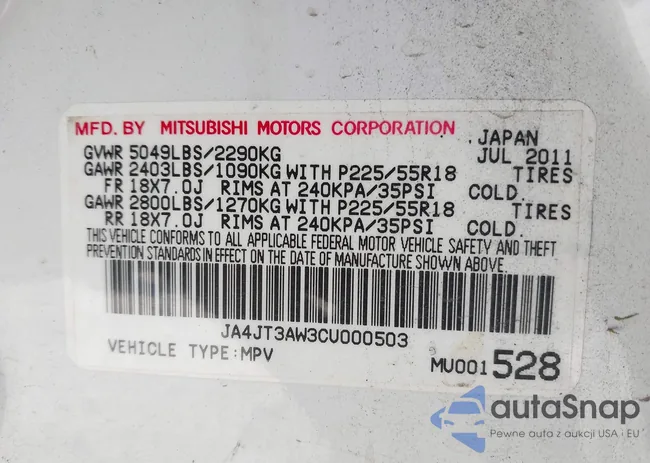 MFD. BY MITSUBISHI MOTORS CORPORATION
, JAPAN
GVWR 5049LBS/2290KG
JUL 2011
GAWR 2403LBS/1090KG WITH P225/55R18 TIRES
FR 18X7.0J RIMS AT 240KPA/35PSI COLD.
GAWR 2800LBS/1270KG WITH P225/55R18 TIRES
RR 18X7.0J RIMS AT 240KPA/35PSI COLD.
THIS VEHICLE CONFORMS TO ALL APPLICABLE FEDERAL MOTOR VEHICLE SAFETY AND THEFT
PREVENTION STANDARDS IN EFFECT ON THE DATE OF MANUFACTURE SHOWN ABOVE.
JA4JT3AW3CU000503
VEHICLE TYPE:MPV
MU001528
autaSnap
Pewne auta z aukcji USA i EU